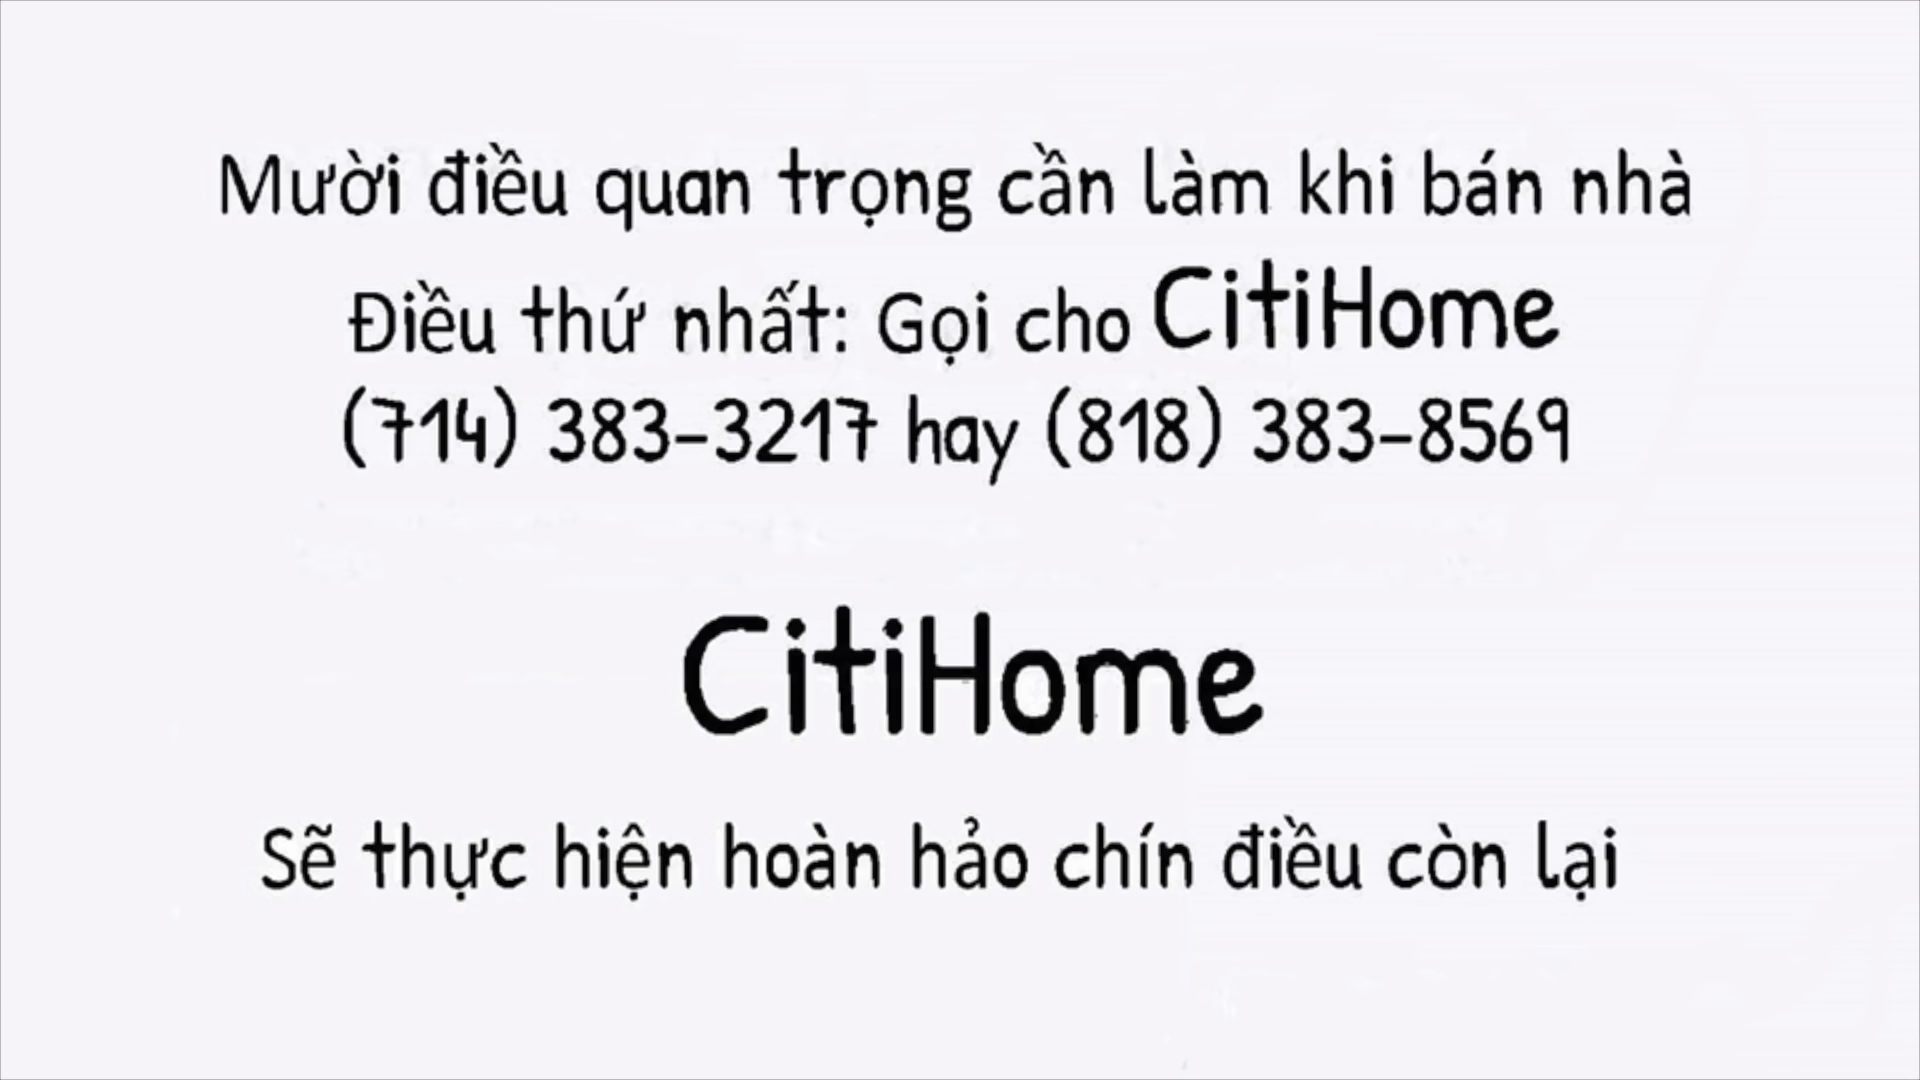 Mười điều quan trọng cần làm khi bán nhà
Điều thứ nhất: Gọi cho CitiHome
(714) 383-3217 hay (818) 383-8569
CitiHome
Sẽ thực hiện hoàn hảo chín điều còn lại